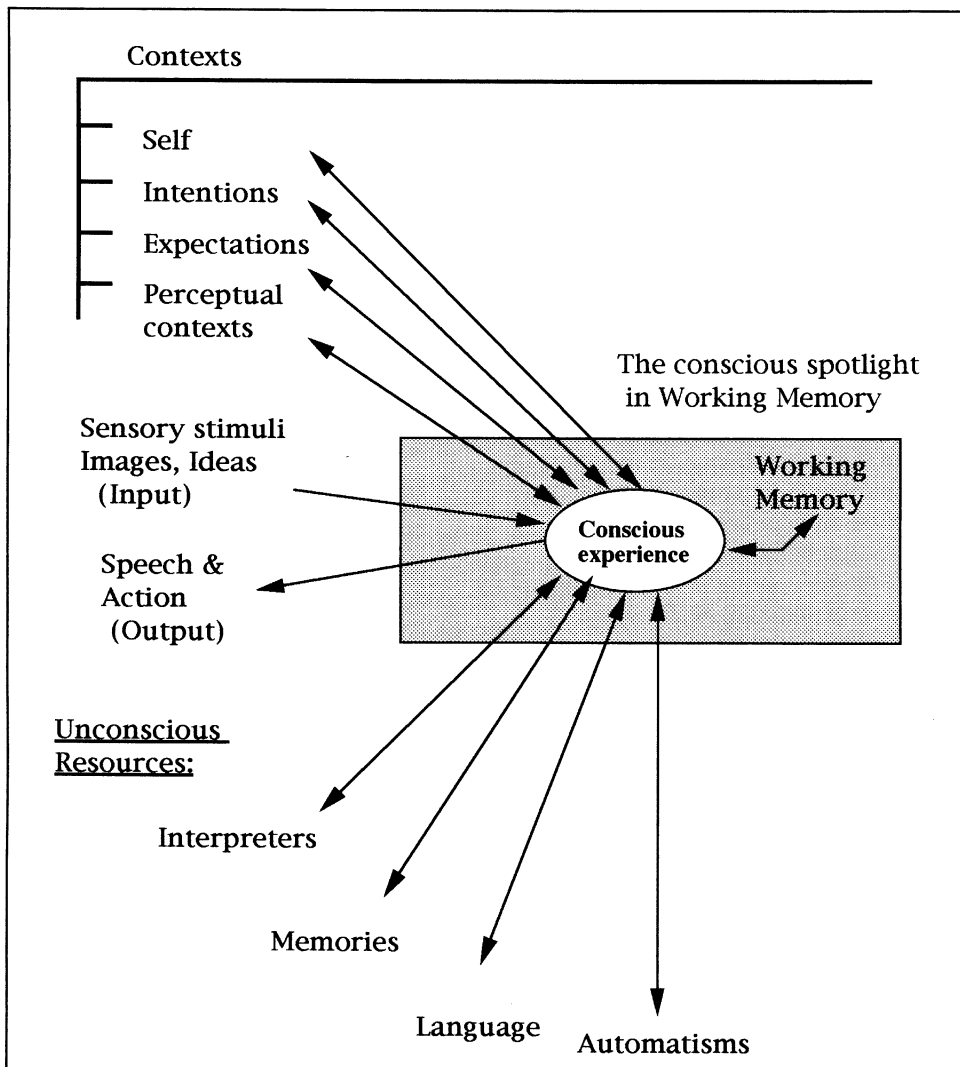 Contexts
Self
Intentions
Expectations
Perceptual
contexts
The conscious spotlight
in Working Memory
Sensory stimuli
Images, Ideas
(Input)
Working
Memory
Conscious
experience
Speech &
Action
(Output)
Unconscious
Resources:
Interpreters
Memories
Language
Automatisms